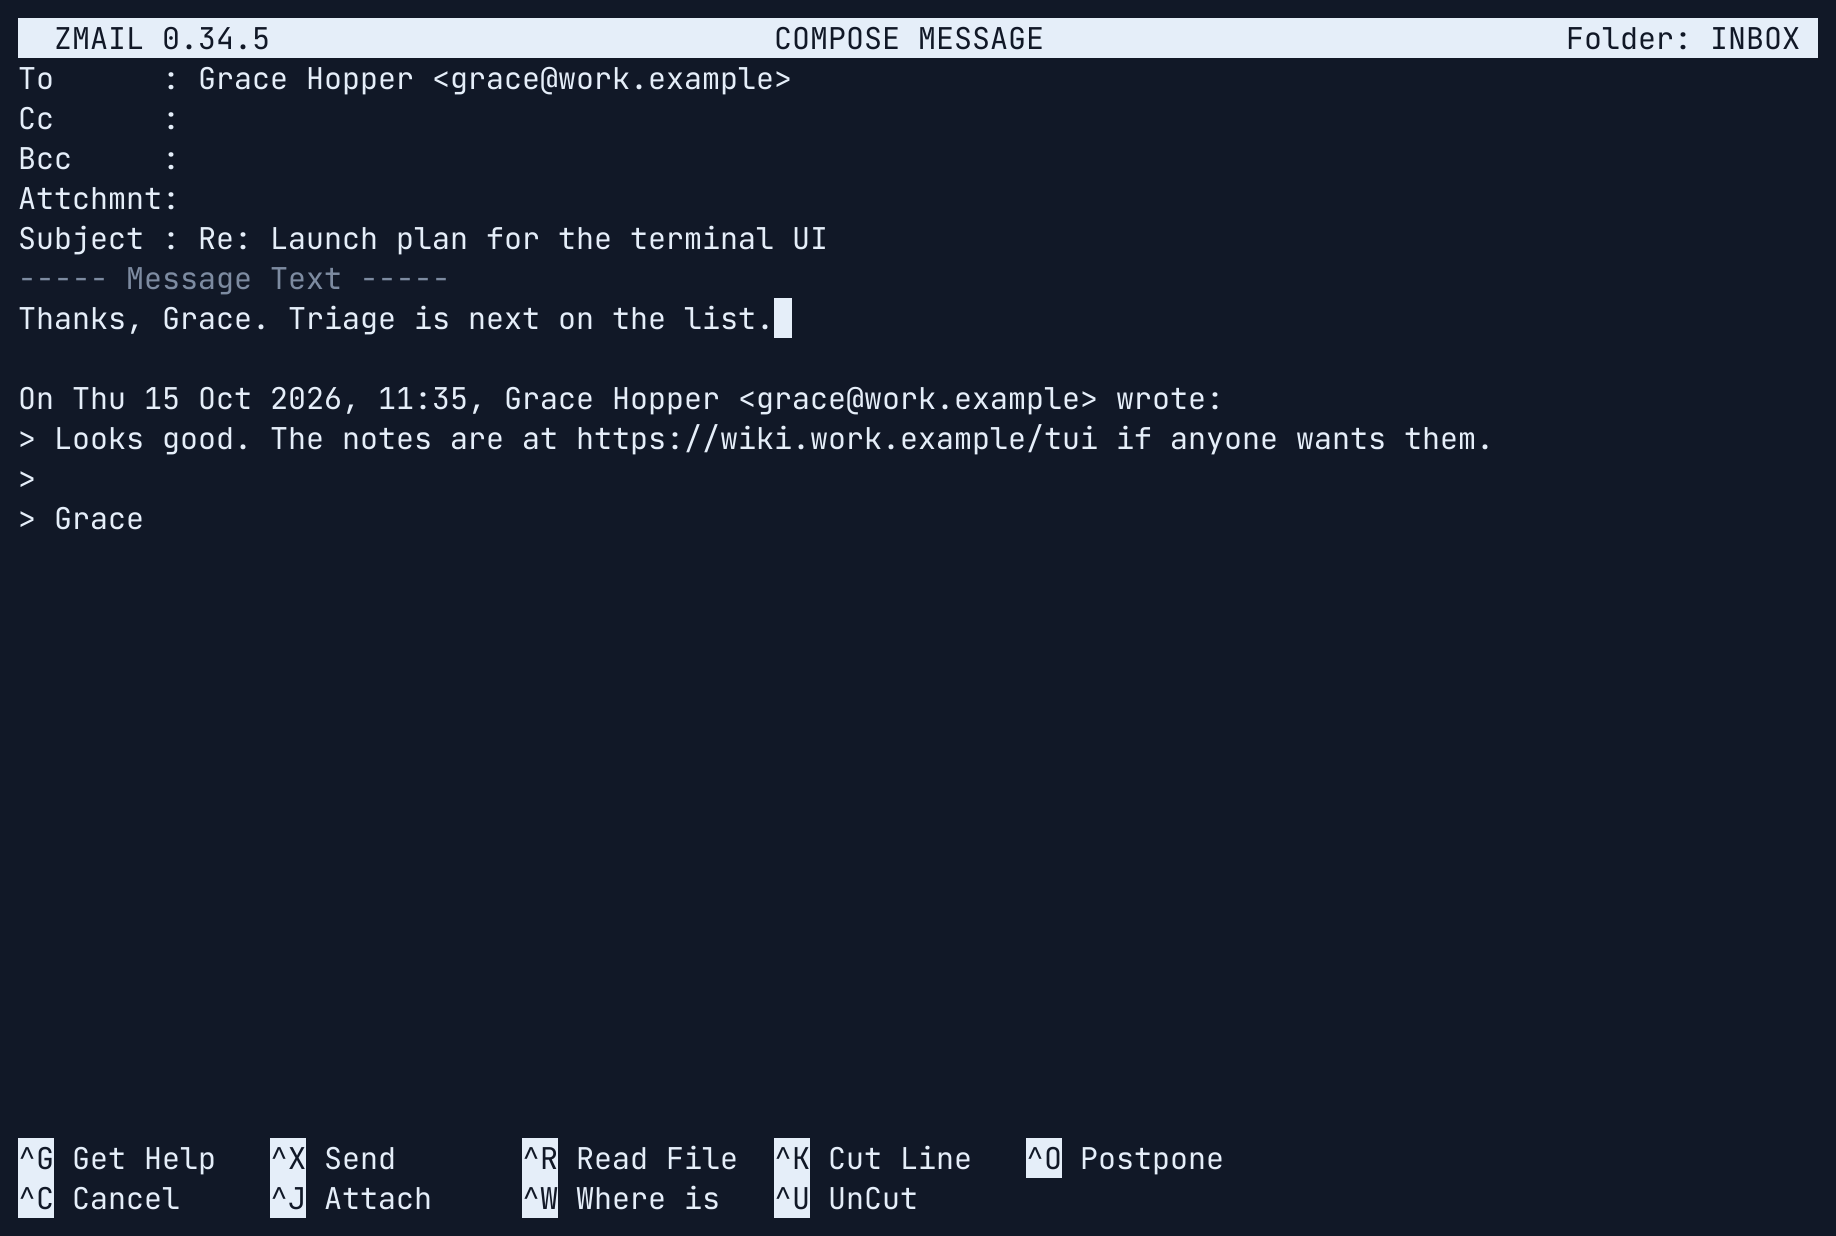 ZMAIL 0.34.5 COMPOSE MESSAGE Folder: INBOX
To : Grace Hopper <grace@work.example>
Cc :
Bcc :
Attchmnt:
Subject : Re: Launch plan for the terminal UI
----- Message Text -----
Thanks, Grace. Triage is next on the list.
On Thu 15 Oct 2026, 11:35, Grace Hopper <grace@work.example> wrote:
> Looks good. The notes are at https://wiki.work.example/tui if anyone wants them.
>
> Grace
^G Get Help ^X Send ^R Read File ^K Cut Line ^O Postpone
^C Cancel ^J Attach ^W Where is ^U UnCut